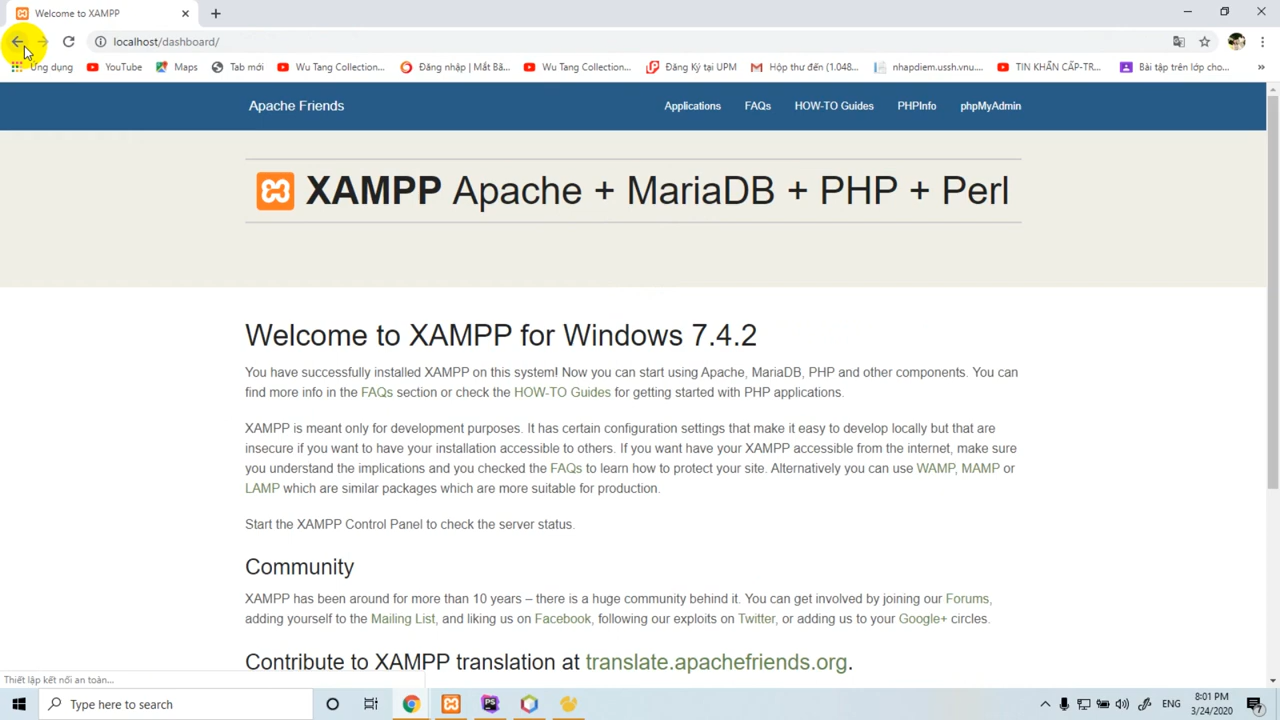 Welcome to XAMPP
localhost/dashboard/
Ứng dụng YouTube Maps Tab mới Wu Tang Collection... Đăng nhập | Mắt Bã... Wu Tang Collection... Đăng Ký tại UPM Hộp thư đến (1.048... nhapdiem.ussh.vnu.... TIN KHẨN CẤP-TR... Bài tập trên lớp cho... »
Apache Friends Applications FAQs HOW-TO Guides PHPInfo phpMyAdmin
XAMPP Apache + MariaDB + PHP + Perl
Welcome to XAMPP for Windows 7.4.2
You have successfully installed XAMPP on this system! Now you can start using Apache, MariaDB, PHP and other components. You can
find more info in the FAQs section or check the HOW-TO Guides for getting started with PHP applications.
XAMPP is meant only for development purposes. It has certain configuration settings that make it easy to develop locally but that are
insecure if you want to have your installation accessible to others. If you want have your XAMPP accessible from the internet, make sure
you understand the implications and you checked the FAQs to learn how to protect your site. Alternatively you can use WAMP, MAMP or
LAMP which are similar packages which are more suitable for production.
Start the XAMPP Control Panel to check the server status.
Community
XAMPP has been around for more than 10 years – there is a huge community behind it. You can get involved by joining our Forums,
adding yourself to the Mailing List, and liking us on Facebook, following our exploits on Twitter, or adding us to your Google+ circles.
Contribute to XAMPP translation at translate.apachefriends.org.
Thiết lập kết nối an toàn...
Type here to search
PS
ENG
8:01 PM
3/24/2020
7